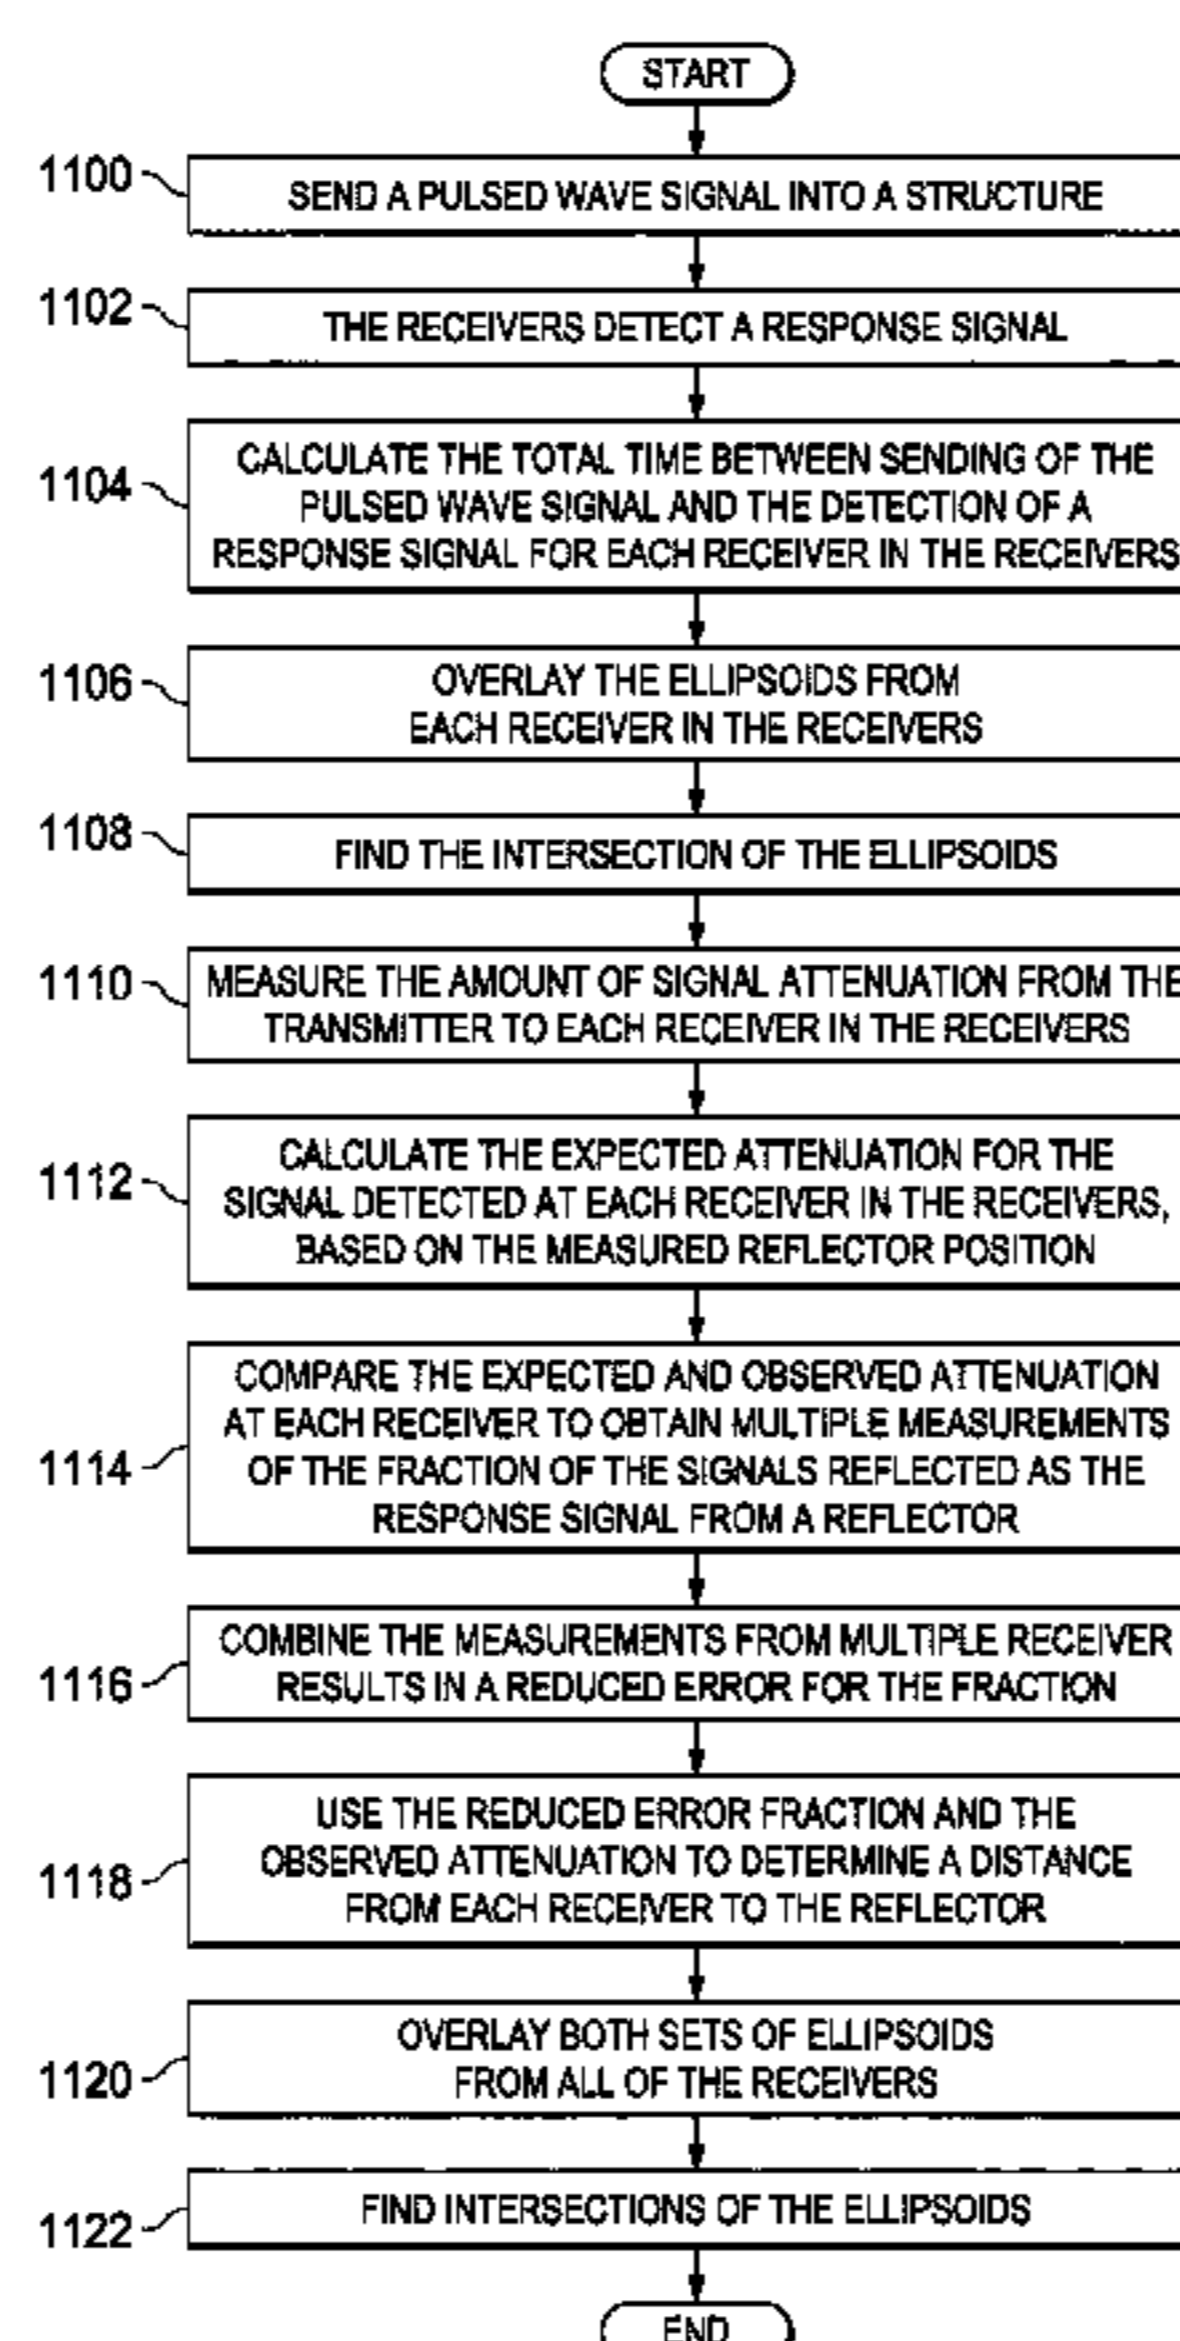 START
1100
SEND A PULSED WAVE SIGNAL INTO A STRUCTURE
1102
THE RECEIVERS DETECT A RESPONSE SIGNAL
1104
CALCULATE THE TOTAL TIME BETWEEN SENDING OF THE
PULSED WAVE SIGNAL AND THE DETECTION OF A
RESPONSE SIGNAL FOR EACH RECEIVER IN THE RECEIVERS
1106
OVERLAY THE ELLIPSOIDS FROM
EACH RECEIVER IN THE RECEIVERS
1108
FIND THE INTERSECTION OF THE ELLIPSOIDS
1110
MEASURE THE AMOUNT OF SIGNAL ATTENUATION FROM THE
TRANSMITTER TO EACH RECEIVER IN THE RECEIVERS
1112
CALCULATE THE EXPECTED ATTENUATION FOR THE
SIGNAL DETECTED AT EACH RECEIVER IN THE RECEIVERS,
BASED ON THE MEASURED REFLECTOR POSITION
1114
COMPARE THE EXPECTED AND OBSERVED ATTENUATION
AT EACH RECEIVER TO OBTAIN MULTIPLE MEASUREMENTS
OF THE FRACTION OF THE SIGNALS REFLECTED AS THE
RESPONSE SIGNAL FROM A REFLECTOR
1116
COMBINE THE MEASUREMENTS FROM MULTIPLE RECEIVER
RESULTS IN A REDUCED ERROR FOR THE FRACTION
1118
USE THE REDUCED ERROR FRACTION AND THE
OBSERVED ATTENUATION TO DETERMINE A DISTANCE
FROM EACH RECEIVER TO THE REFLECTOR
1120
OVERLAY BOTH SETS OF ELLIPSOIDS
FROM ALL OF THE RECEIVERS
1122
FIND INTERSECTIONS OF THE ELLIPSOIDS
END